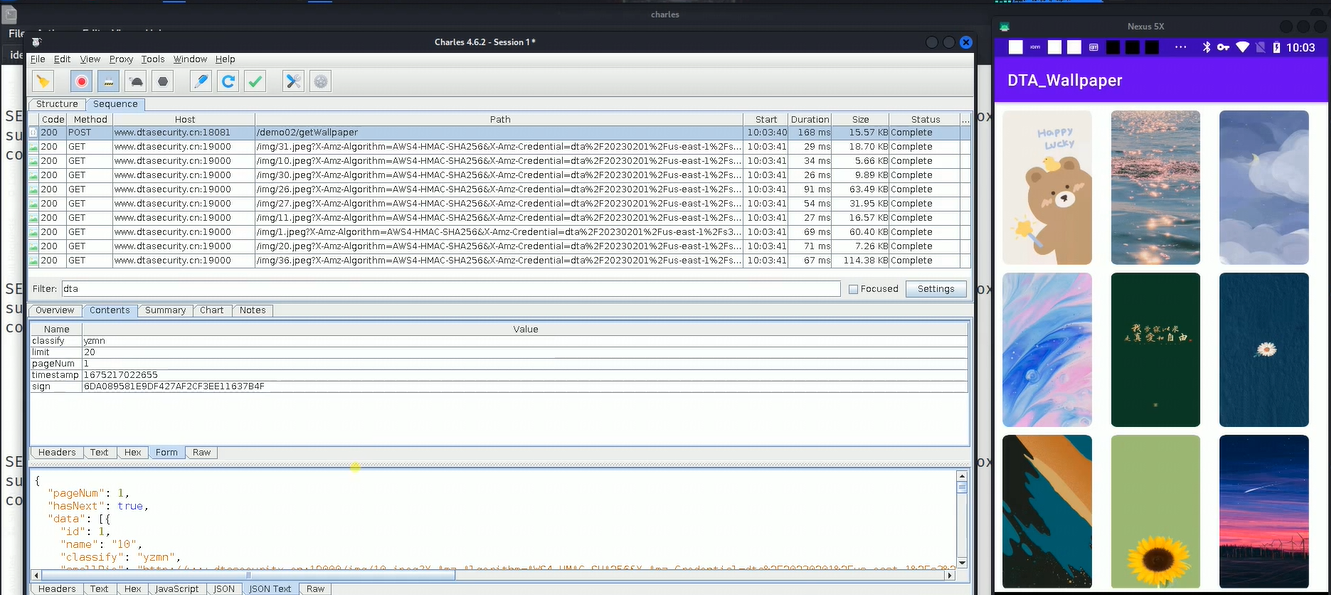 charles
Nexus 5X
Charles 4.6.2 - Session 1 *
10:03
File Edit View Proxy Tools Window Help
DTA_Wallpaper
Structure Sequence
Code Method Host Path Start Duration Size Status ...
200 POST www.dtasecurity.cn:18081 /demo02/getWallpaper 10:03:40 168 ms 15.57 KB Complete
200 GET www.dtasecurity.cn:19000 /img/31.jpeg?X-Amz-Algorithm=AWS4-HMAC-SHA256&X-Amz-Credential=dta%2F20230201%2Fus-east-1%2Fs... 10:03:41 29 ms 18.70 KB Complete
200 GET www.dtasecurity.cn:19000 /img/10.jpeg?X-Amz-Algorithm=AWS4-HMAC-SHA256&X-Amz-Credential=dta%2F20230201%2Fus-east-1%2Fs... 10:03:41 34 ms 5.66 KB Complete
200 GET www.dtasecurity.cn:19000 /img/30.jpeg?X-Amz-Algorithm=AWS4-HMAC-SHA256&X-Amz-Credential=dta%2F20230201%2Fus-east-1%2Fs... 10:03:41 26 ms 9.89 KB Complete
200 GET www.dtasecurity.cn:19000 /img/26.jpeg?X-Amz-Algorithm=AWS4-HMAC-SHA256&X-Amz-Credential=dta%2F20230201%2Fus-east-1%2Fs... 10:03:41 91 ms 63.49 KB Complete
200 GET www.dtasecurity.cn:19000 /img/27.jpeg?X-Amz-Algorithm=AWS4-HMAC-SHA256&X-Amz-Credential=dta%2F20230201%2Fus-east-1%2Fs... 10:03:41 54 ms 31.95 KB Complete
200 GET www.dtasecurity.cn:19000 /img/11.jpeg?X-Amz-Algorithm=AWS4-HMAC-SHA256&X-Amz-Credential=dta%2F20230201%2Fus-east-1%2Fs... 10:03:41 27 ms 16.57 KB Complete
200 GET www.dtasecurity.cn:19000 /img/1.jpeg?X-Amz-Algorithm=AWS4-HMAC-SHA256&X-Amz-Credential=dta%2F20230201%2Fus-east-1%2Fs3... 10:03:41 69 ms 60.40 KB Complete
200 GET www.dtasecurity.cn:19000 /img/20.jpeg?X-Amz-Algorithm=AWS4-HMAC-SHA256&X-Amz-Credential=dta%2F20230201%2Fus-east-1%2Fs... 10:03:41 71 ms 7.26 KB Complete
200 GET www.dtasecurity.cn:19000 /img/36.jpeg?X-Amz-Algorithm=AWS4-HMAC-SHA256&X-Amz-Credential=dta%2F20230201%2Fus-east-1%2Fs... 10:03:41 67 ms 114.38 KB Complete
Filter: dta Focused Settings
Overview Contents Summary Chart Notes
Name Value
classify yzmn
limit 20
pageNum 1
timestamp 1675217022655
sign 6DA089581E9DF427AF2CF3EE11637B4F
Headers Text Hex Form Raw
{
"pageNum": 1,
"hasNext": true,
"data": [{
"id": 1,
"name": "10",
"classify": "yzmn",
Headers Text Hex JavaScript JSON JSON Text Raw
Happy
Lucky